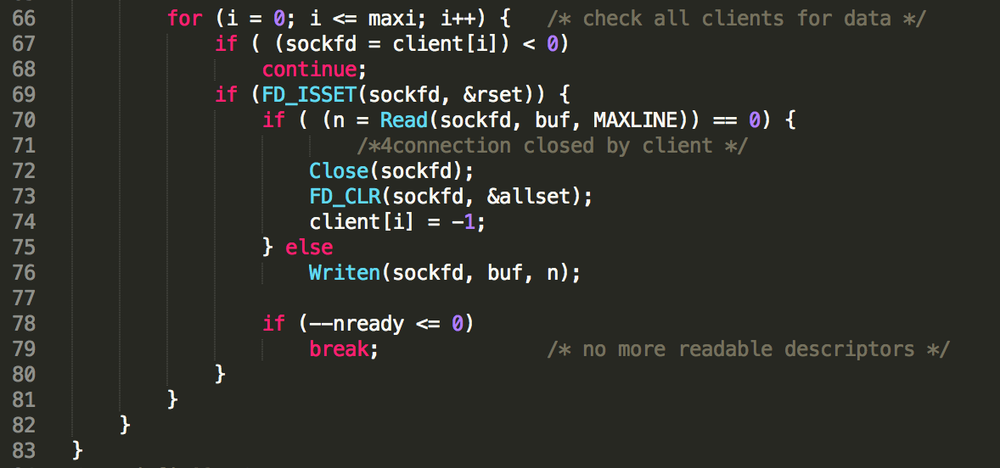 66 for (i = 0; i <= maxi; i++) { /* check all clients for data */
67 if ( (sockfd = client[i]) < 0)
68 continue;
69 if (FD_ISSET(sockfd, &rset)) {
70 if ( (n = Read(sockfd, buf, MAXLINE)) == 0) {
71 /*4connection closed by client */
72 Close(sockfd);
73 FD_CLR(sockfd, &allset);
74 client[i] = -1;
75 } else
76 Writen(sockfd, buf, n);
77
78 if (--nready <= 0)
79 break; /* no more readable descriptors */
80 }
81 }
82 }
83 }